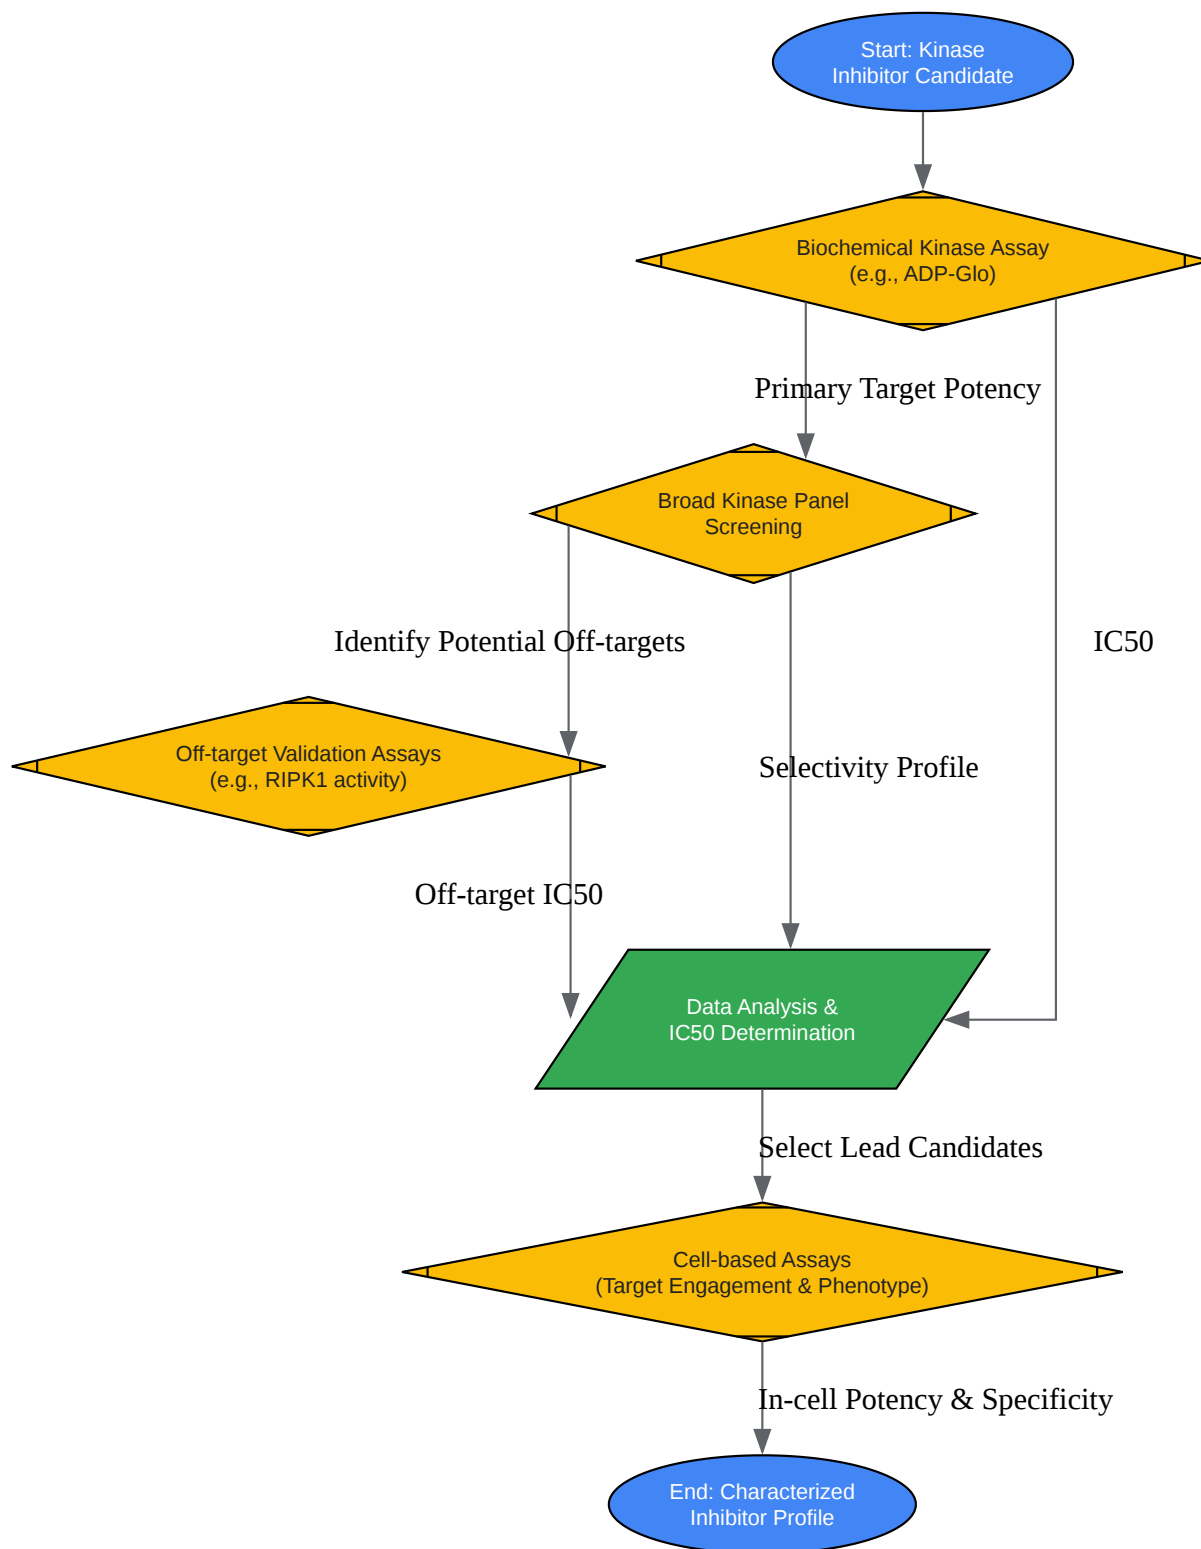 Start: Kinase
Inhibitor Candidate
Biochemical Kinase Assay
(e.g., ADP-Glo)
Primary Target Potency
Broad Kinase Panel
Screening
Identify Potential Off-targets
IC50
Off-target Validation Assays
(e.g., RIPK1 activity)
Selectivity Profile
Off-target IC50
Data Analysis &
IC50 Determination
Select Lead Candidates
Cell-based Assays
(Target Engagement & Phenotype)
In-cell Potency & Specificity
End: Characterized
Inhibitor Profile